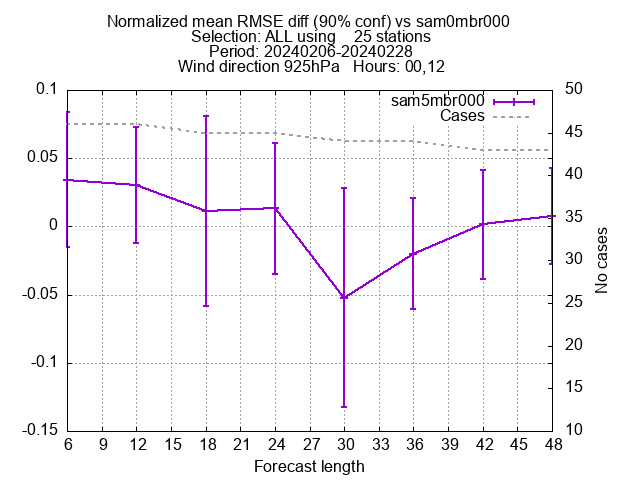 Normalized mean RMSE diff (90% conf) vs sam0mbr000
Selection: ALL using    25 stations
Period: 20240206-20240228
Wind direction 925hPa   Hours: 00,12
sam5mbr000
Cases
0.1
0.05
0
-0.05
-0.1
-0.15
50
45
40
35
30
25
20
15
10
No cases
6 9 12 15 18 21 24 27 30 33 36 39 42 45 48
Forecast length